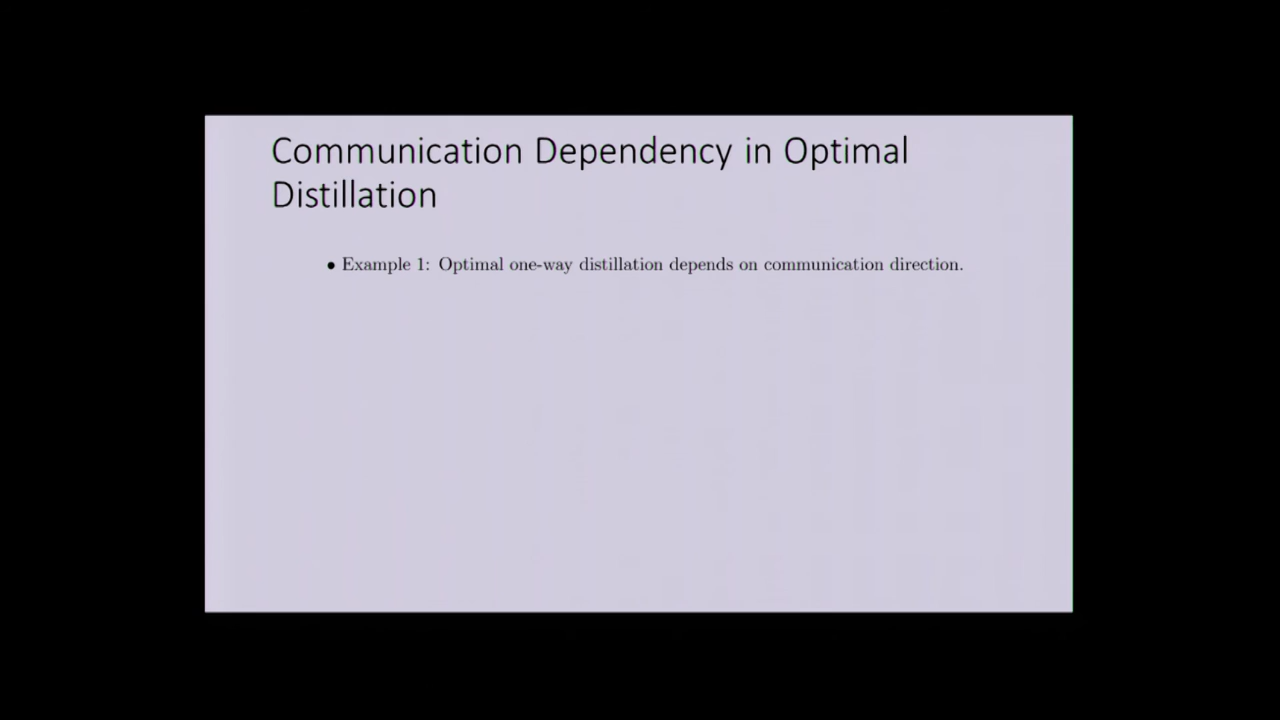 Communication Dependency in Optimal
Distillation
• Example 1: Optimal one-way distillation depends on communication direction.